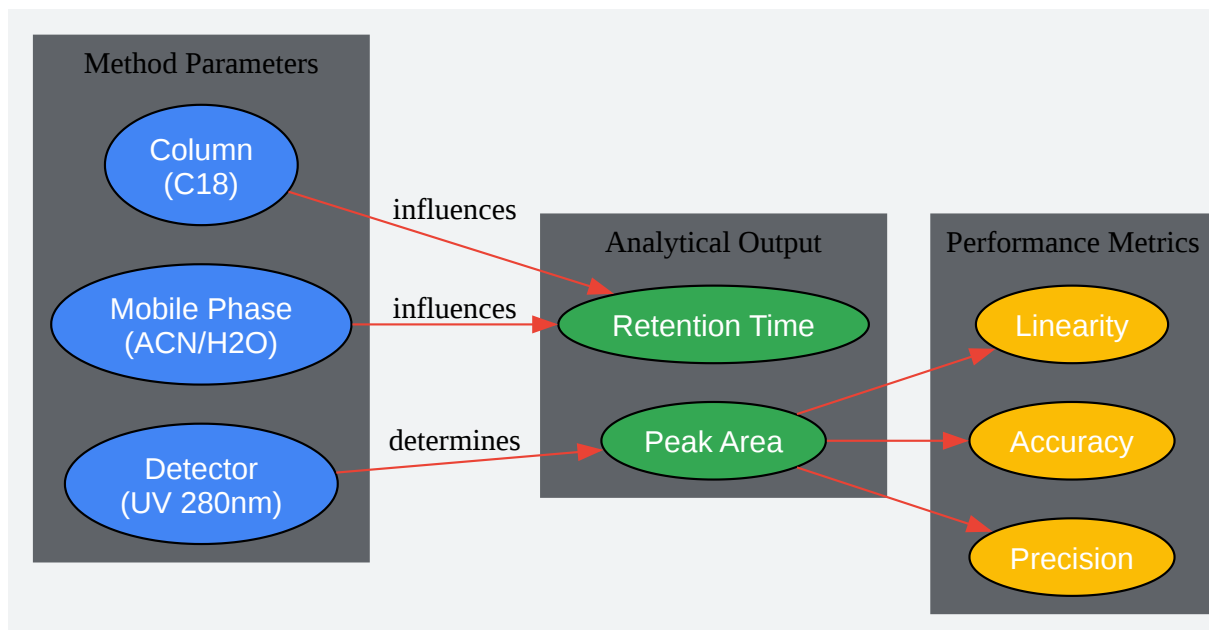 Method Parameters
Column
(C18)
Mobile Phase
(ACN/H2O)
Detector
(UV 280nm)
influences
influences
determines
Analytical Output
Retention Time
Peak Area
Performance Metrics
Linearity
Accuracy
Precision